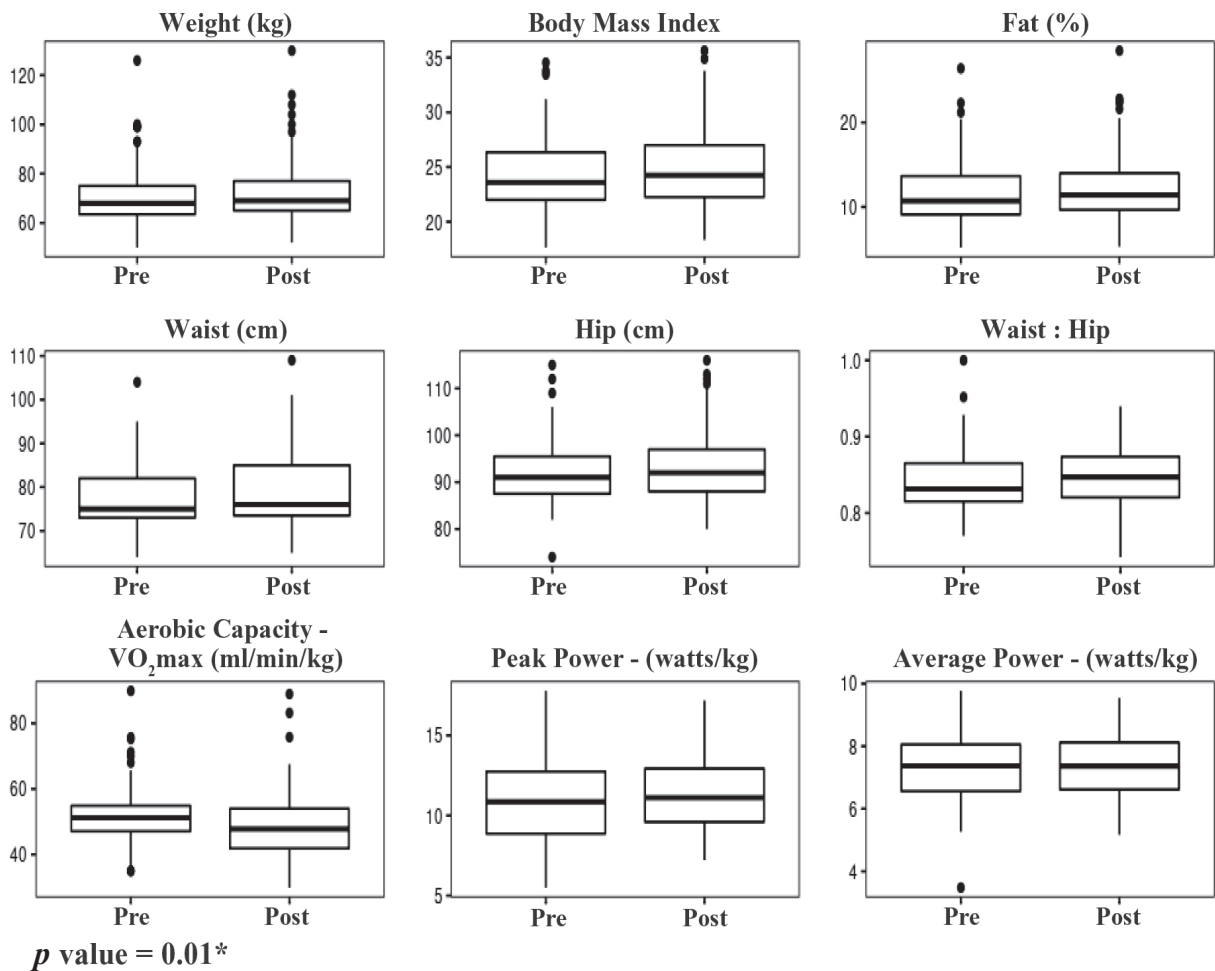 Weight (kg)
120
100
80
60
Pre Post
Body Mass Index
35
30
25
20
Pre Post
Fat (%)
20
10
Pre Post
Waist (cm)
110
100
90
80
70
Pre Post
Hip (cm)
110
100
90
80
Pre Post
Waist : Hip
1.0
0.9
0.8
Pre Post
Aerobic Capacity -
VO₂max (ml/min/kg)
80
60
40
Pre Post
Peak Power - (watts/kg)
15
10
5
Pre Post
Average Power - (watts/kg)
10
8
6
4
Pre Post
p value = 0.01*